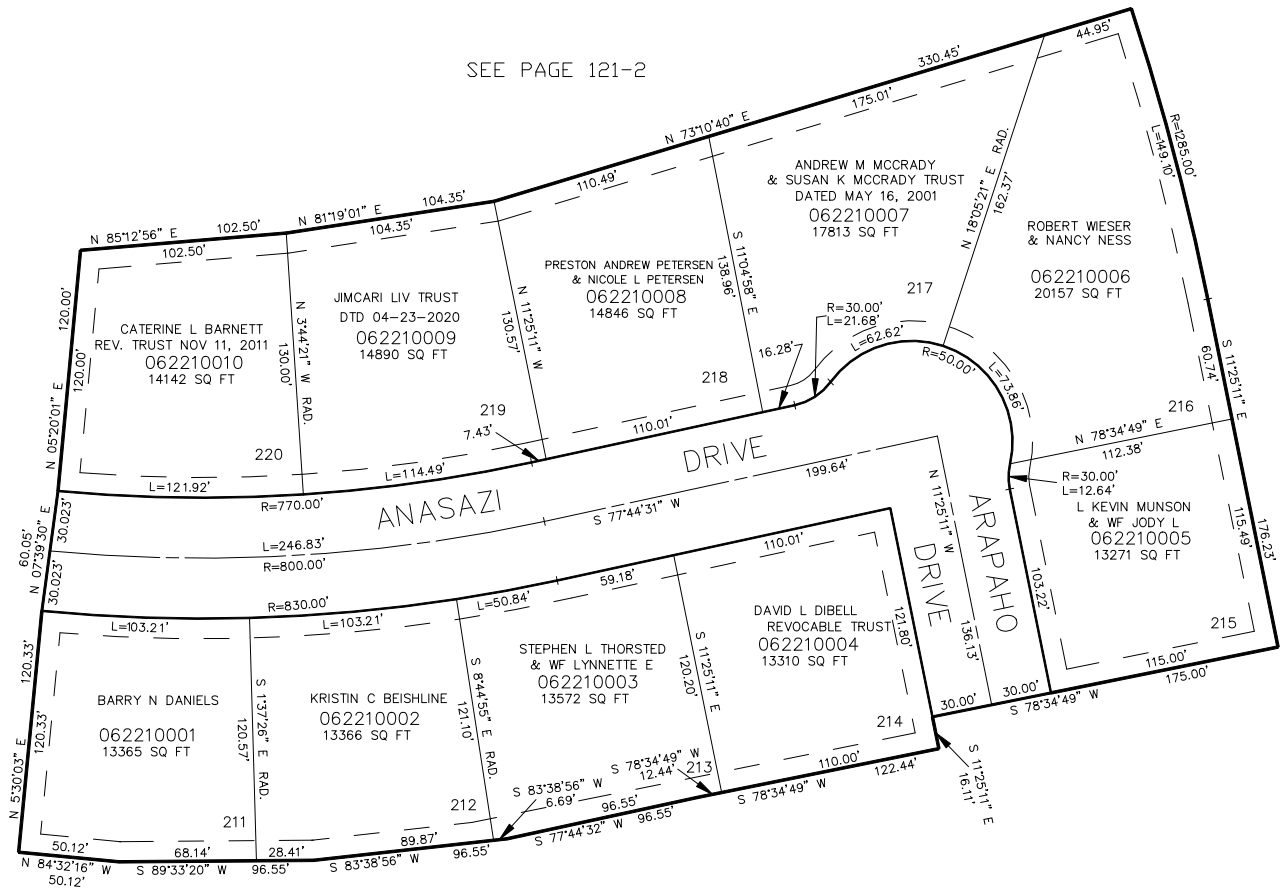 SEE PAGE 121-2
44.95'
330.45'
175.01'
N 73°10'40" E
110.49'
R=1285.00'
L=149.10'
N 18°05'21" E RAD.
162.37'
ANDREW M MCCRADY
& SUSAN K MCCRADY TRUST
DATED MAY 16, 2001
062210007
17813 SQ FT
217
ROBERT WIESER
& NANCY NESS
062210006
20157 SQ FT
216
60.74'
S 11°25'11" E
N 85°12'56" E
102.50'
102.50'
N 81°19'01" E
104.35'
104.35'
120.00'
120.00'
N 05°20'01" E
CATERINE L BARNETT
REV. TRUST NOV 11, 2011
062210010
14142 SQ FT
220
N 3°44'21" W RAD.
130.00'
JIMCARI LIV TRUST
DTD 04-23-2020
062210009
14890 SQ FT
219
7.43'
N 11°25'11" W
130.57'
PRESTON ANDREW PETERSEN
& NICOLE L PETERSEN
062210008
14846 SQ FT
218
S 11°04'58" E
138.96'
16.28'
R=30.00'
L=21.68'
L=62.62'
R=50.00'
L=73.86'
110.01'
L=121.92'
L=114.49'
R=770.00'
ANASAZI
DRIVE
199.64'
S 77°44'31" W
L=246.83'
R=800.00'
R=830.00'
30.023'
30.023'
60.05'
N 07°39'30" E
N 78°34'49" E
112.38'
R=30.00'
L=12.64'
L KEVIN MUNSON
& WF JODY L
062210005
13271 SQ FT
215
115.49'
176.23'
103.22'
115.00'
175.00'
N 11°25'11" W
136.13'
ARAPAHO
DRIVE
30.00'
30.00'
S 78°34'49" W
L=103.21'
L=103.21'
L=50.84'
59.18'
110.01'
120.33'
120.33'
N 5°30'03" E
BARRY N DANIELS
062210001
13365 SQ FT
211
S 1°37'26" E RAD.
120.57'
KRISTIN C BEISHLINE
062210002
13366 SQ FT
212
S 8°44'55" E RAD.
121.10'
STEPHEN L THORSTED
& WF LYNNETTE E
062210003
13572 SQ FT
213
S 11°25'11" E
120.20'
DAVID L DIBELL
REVOCABLE TRUST
062210004
13310 SQ FT
214
121.80'
S 11°25'11" E
16.11'
S 78°34'49" W
12.44'
S 83°38'56" W
6.69'
110.00'
122.44'
S 78°34'49" W
96.55'
96.55'
S 77°44'32" W
50.12'
68.14'
28.41'
89.87'
N 84°32'16" W
50.12'
S 89°33'20" W
96.55'
S 83°38'56" W
96.55'